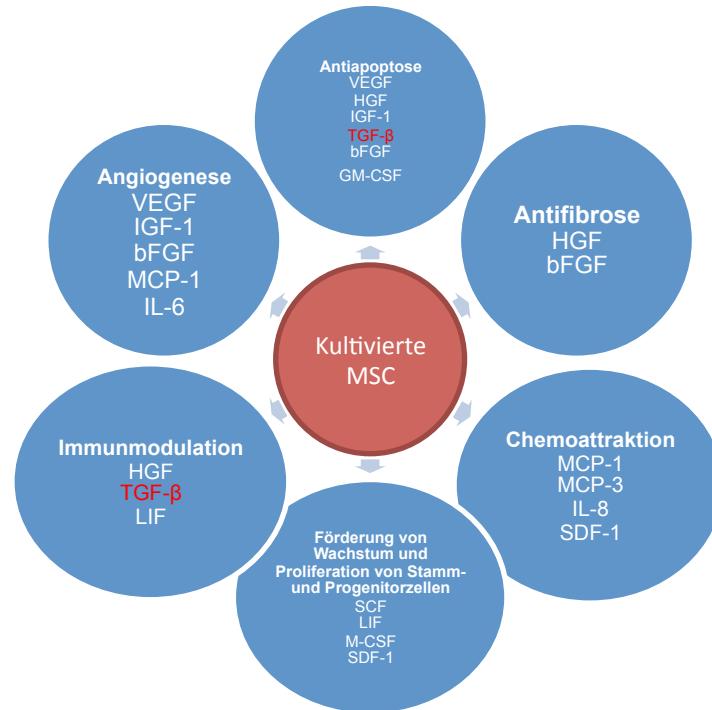 Antiapoptose
VEGF
HGF
IGF-1
TGF-β
bFGF
GM-CSF
Angiogenese
VEGF
IGF-1
bFGF
MCP-1
IL-6
Antifibrose
HGF
bFGF
Kultivierte
MSC
Immunmodulation
HGF
TGF-β
LIF
Chemoattraktion
MCP-1
MCP-3
IL-8
SDF-1
Förderung von
Wachstum und
Proliferation von Stamm-
und Progenitorzellen
SCF
LIF
M-CSF
SDF-1